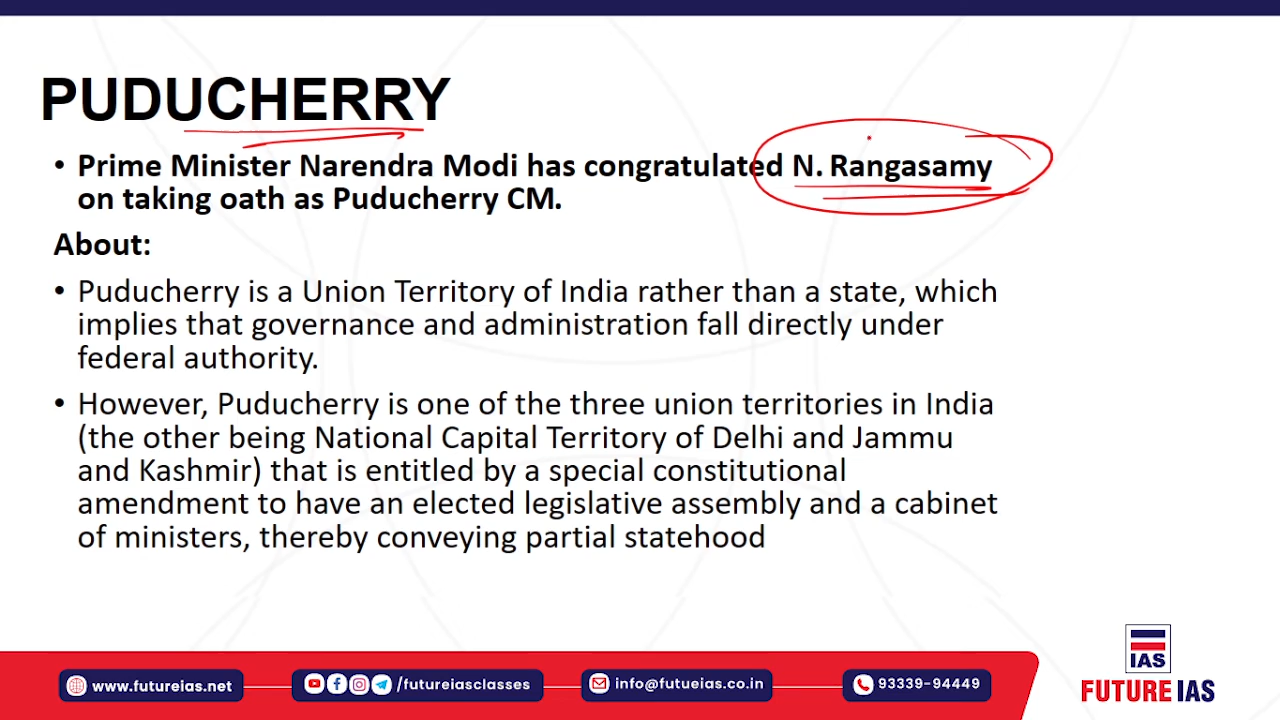 PUDUCHERRY
• Prime Minister Narendra Modi has congratulated N. Rangasamy
on taking oath as Puducherry CM.
About:
• Puducherry is a Union Territory of India rather than a state, which
implies that governance and administration fall directly under
federal authority.
• However, Puducherry is one of the three union territories in India
(the other being National Capital Territory of Delhi and Jammu
and Kashmir) that is entitled by a special constitutional
amendment to have an elected legislative assembly and a cabinet
of ministers, thereby conveying partial statehood
IAS
FUTURE IAS
www.futureias.net
/futureiasclasses
info@futueias.co.in
93339-94449